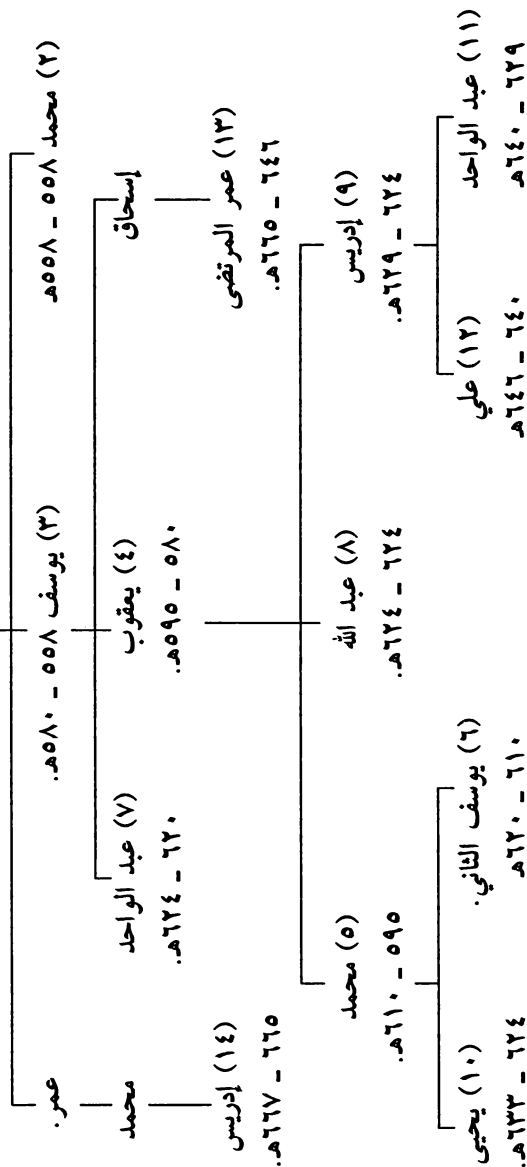 (٢) محمد ٥٥٨ - ٥٥٨هـ
(٣) يوسف ٥٥٨ - ٥٨٠هـ.
عمر.
إسحاق
(٤) يعقوب
٥٨٠ - ٥٩٥هـ.
(٧) عبد الواحد
٦٢٠ - ٦٢٤هـ.
محمد
(١٣) عمر المرتضى
٦٤٦ - ٦٦٥هـ.
(١٤) إدريس
٦٦٥ - ٦٦٧هـ.
(٩) إدريس
٦٢٤ - ٦٢٩هـ.
(٨) عبد الله
٦٢٤ - ٦٢٤هـ.
(٥) محمد
٥٩٥ - ٦١٠هـ.
(١١) عبد الواحد
٦٢٩ - ٦٤٠هـ
(١٢) علي
٦٤٠ - ٦٤٦هـ
(٦) يوسف الثاني.
٦١٠ - ٦٢٠هـ
(١٠) يحيى
٦٢٤ - ٦٣٣هـ.